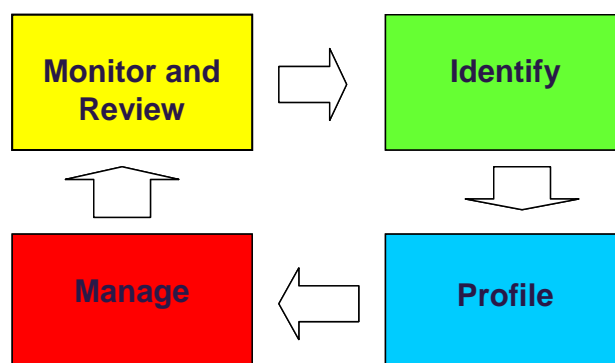 Monitor and
Review
Identify
Manage
Profile